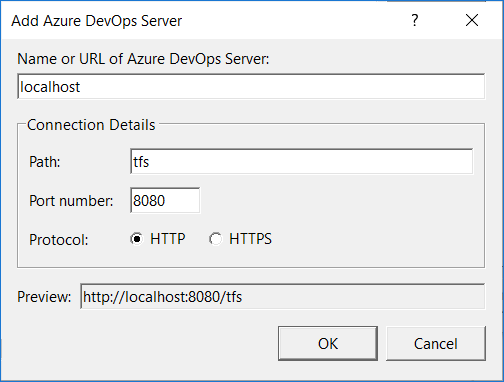 Add Azure DevOps Server
Name or URL of Azure DevOps Server:
localhost
Connection Details
Path: tfs
Port number: 8080
Protocol: HTTP HTTPS
Preview: http://localhost:8080/tfs
OK Cancel